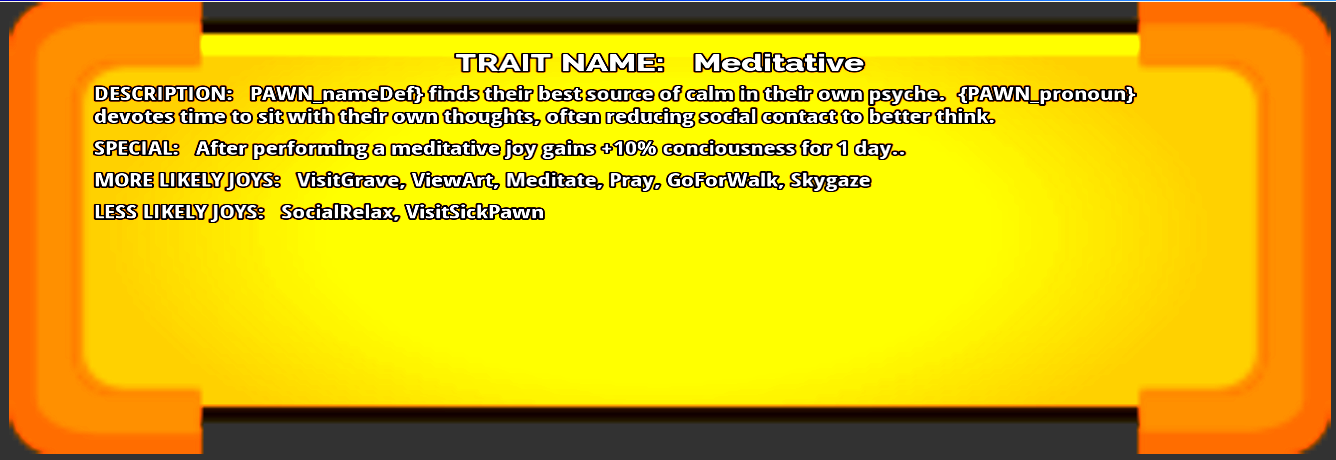 TRAIT NAME: Meditative
DESCRIPTION: PAWN_nameDef} finds their best source of calm in their own psyche. {PAWN_pronoun}
devotes time to sit with their own thoughts, often reducing social contact to better think.
SPECIAL: After performing a meditative joy gains +10% conciousness for 1 day..
MORE LIKELY JOYS: VisitGrave, ViewArt, Meditate, Pray, GoForWalk, Skygaze
LESS LIKELY JOYS: SocialRelax, VisitSickPawn